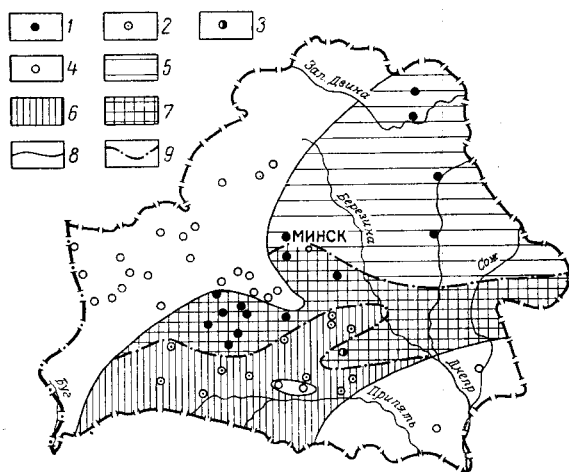 1 2 3
4 5
6 7
8 9
Зап. Двина
Березина
МИНСК
Сож
Буг
Днепр
Припять